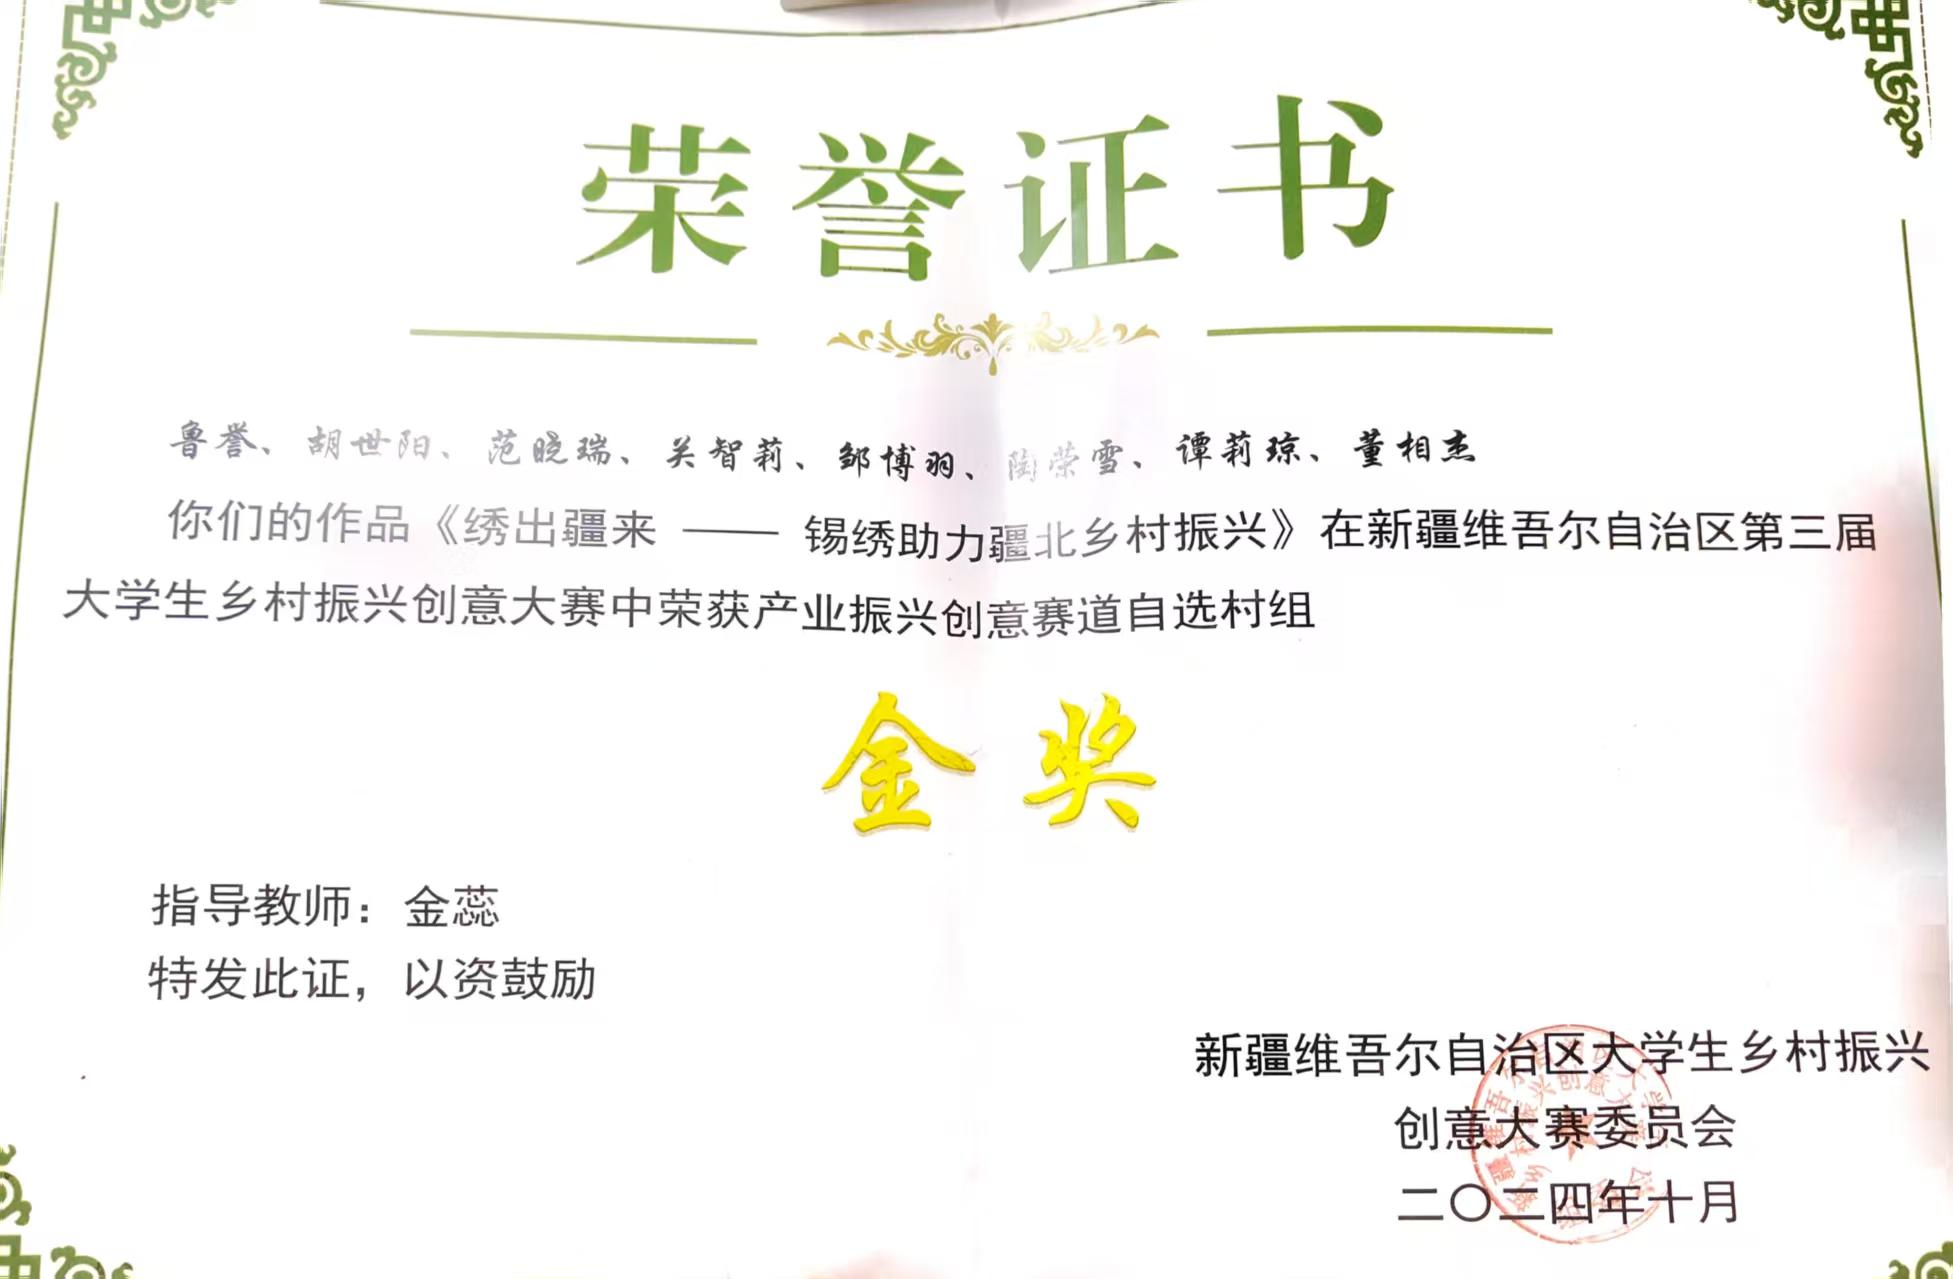 荣誉证书
鲁誉、胡世阳、范晓瑞、关智莉、邹博羽、陶荣雪、谭莉琼、董相杰
你们的作品《绣出疆来 —— 锡绣助力疆北乡村振兴》在新疆维吾尔自治区第三届
大学生乡村振兴创意大赛中荣获产业振兴创意赛道自选村组
金奖
指导教师：金蕊
特发此证，以资鼓励
新疆维吾尔自治区大学生乡村振兴
创意大赛委员会
二〇二四年十月